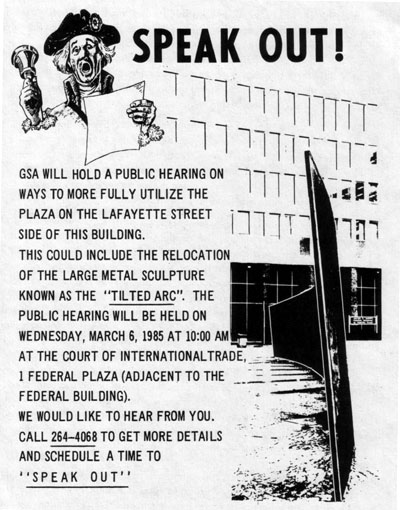 SPEAK OUT!
GSA WILL HOLD A PUBLIC HEARING ON
WAYS TO MORE FULLY UTILIZE THE
PLAZA ON THE LAFAYETTE STREET
SIDE OF THIS BUILDING.
THIS COULD INCLUDE THE RELOCATION
OF THE LARGE METAL SCULPTURE
KNOWN AS THE "TILTED ARC". THE
PUBLIC HEARING WILL BE HELD ON
WEDNESDAY, MARCH 6, 1985 AT 10:00 AM
AT THE COURT OF INTERNATIONALTRADE,
1 FEDERAL PLAZA (ADJACENT TO THE
FEDERAL BUILDING).
WE WOULD LIKE TO HEAR FROM YOU.
CALL 264-4068 TO GET MORE DETAILS
AND SCHEDULE A TIME TO
''SPEAK OUT''